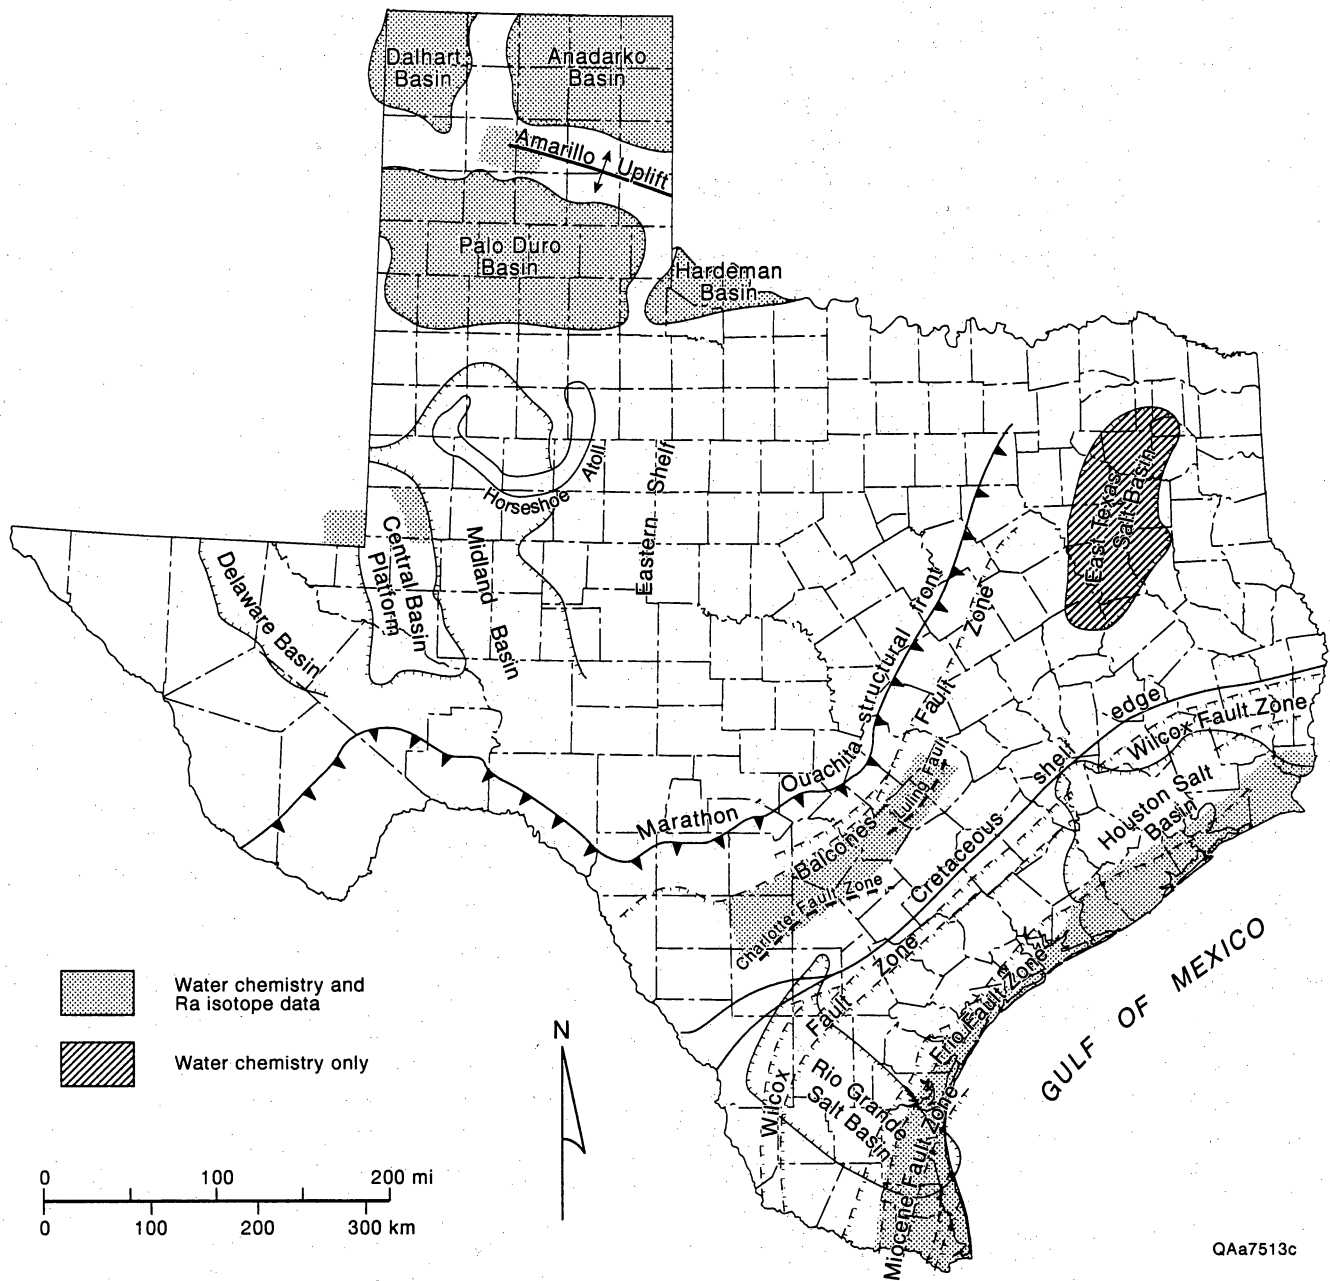 Dalhart
Basin
Anadarko
Basin
Amarillo Uplift
Palo Duro
Basin
Hardeman
Basin
Horseshoe Atoll
Eastern Shelf
Central Basin
Platform
Midland Basin
Delaware Basin
East Texas
Salt Basin
Marathon Ouachita structural front
Balcones Fault Zone
Luling Fault
Charlotte Fault Zone
Cretaceous shelf edge
Wilcox Fault Zone
Houston Salt
Basin
Wilcox Fault Zone
Frio Fault Zone
Rio Grande
Salt Basin
Miocene Fault Zone
GULF OF MEXICO
Water chemistry and
Ra isotope data
Water chemistry only
N
0 100 200 mi
0 100 200 300 km
QAa7513c